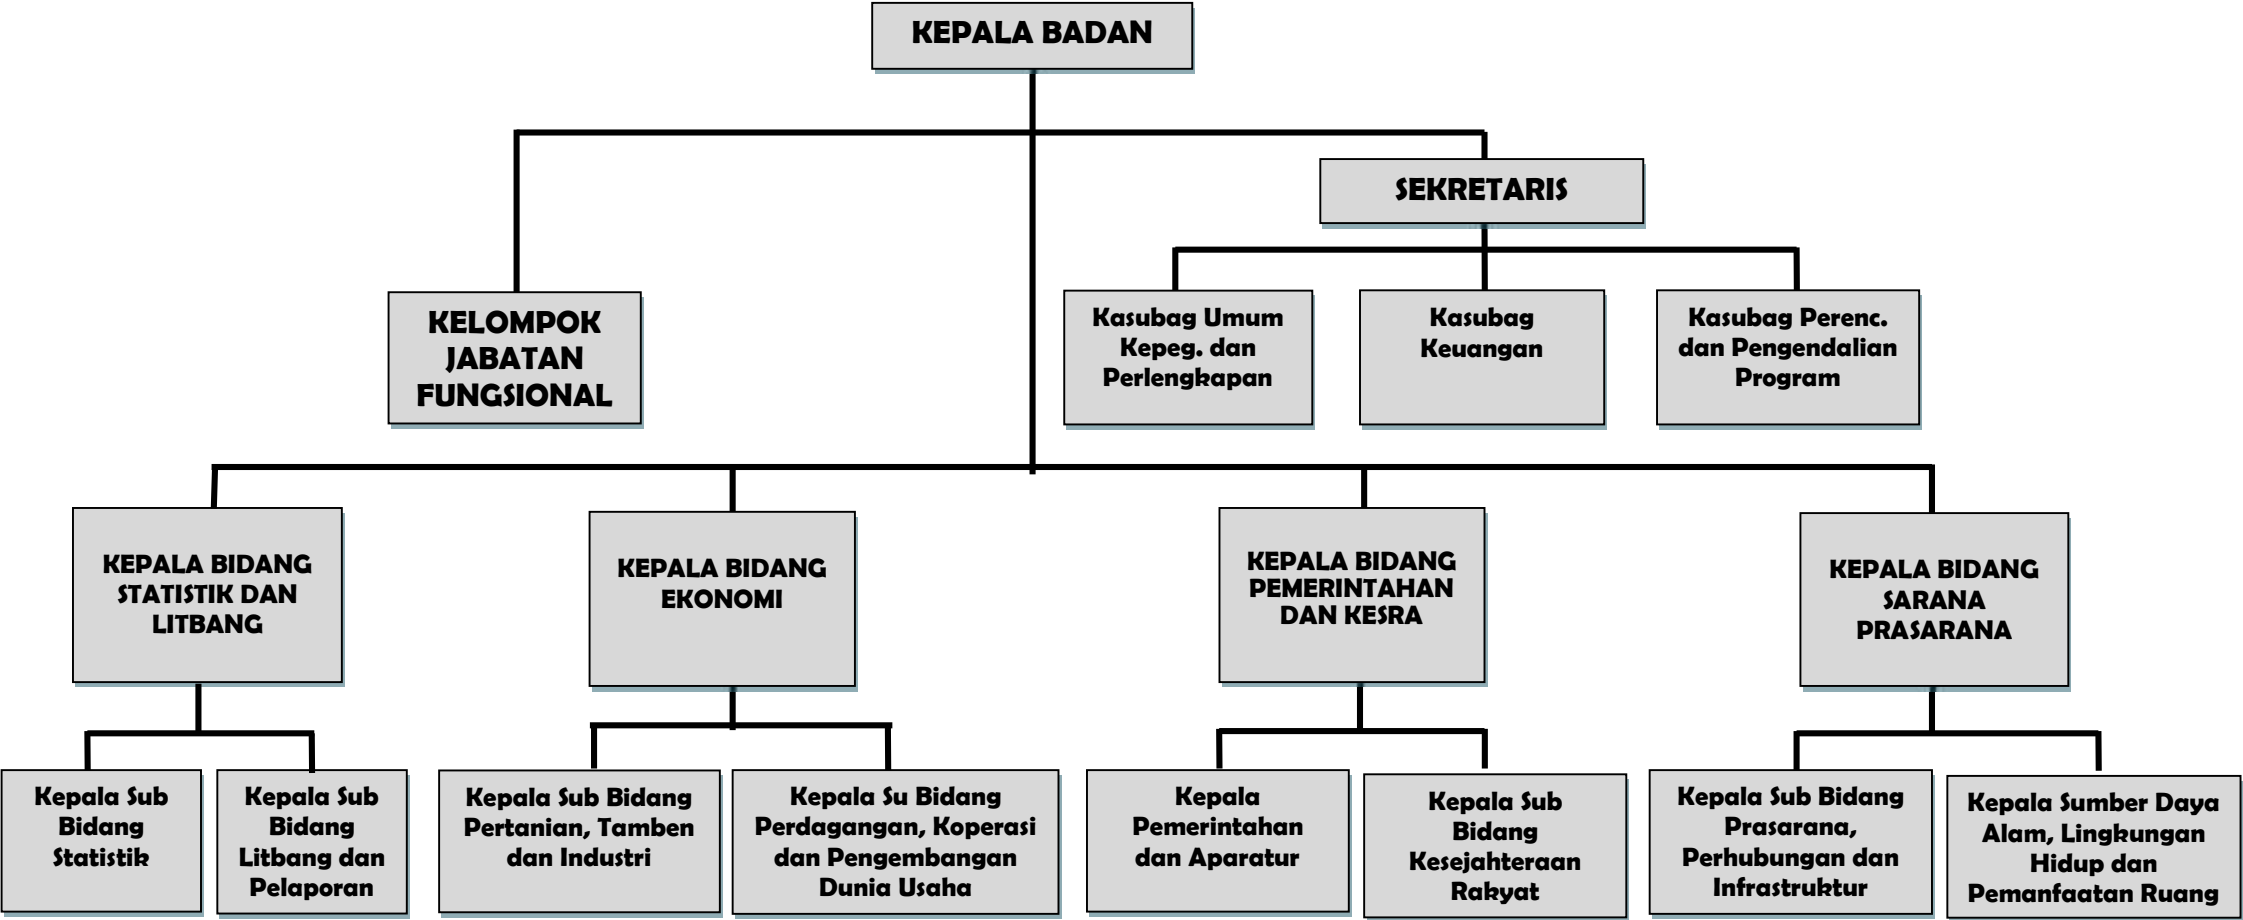 KEPALA BADAN
SEKRETARIS
KELOMPOK
JABATAN
FUNGSIONAL
Kasubag Umum
Kepeg. dan
Perlengkapan
Kasubag
Keuangan
Kasubag Perenc.
dan Pengendalian
Program
KEPALA BIDANG
STATISTIK DAN
LITBANG
KEPALA BIDANG
EKONOMI
KEPALA BIDANG
PEMERINTAHAN
DAN KESRA
KEPALA BIDANG
SARANA
PRASARANA
Kepala Sub
Bidang
Statistik
Kepala Sub
Bidang
Litbang dan
Pelaporan
Kepala Sub Bidang
Pertanian, Tamben
dan Industri
Kepala Su Bidang
Perdagangan, Koperasi
dan Pengembangan
Dunia Usaha
Kepala
Pemerintahan
dan Aparatur
Kepala Sub
Bidang
Kesejahteraan
Rakyat
Kepala Sub Bidang
Prasarana,
Perhubungan dan
Infrastruktur
Kepala Sumber Daya
Alam, Lingkungan
Hidup dan
Pemanfaatan Ruang